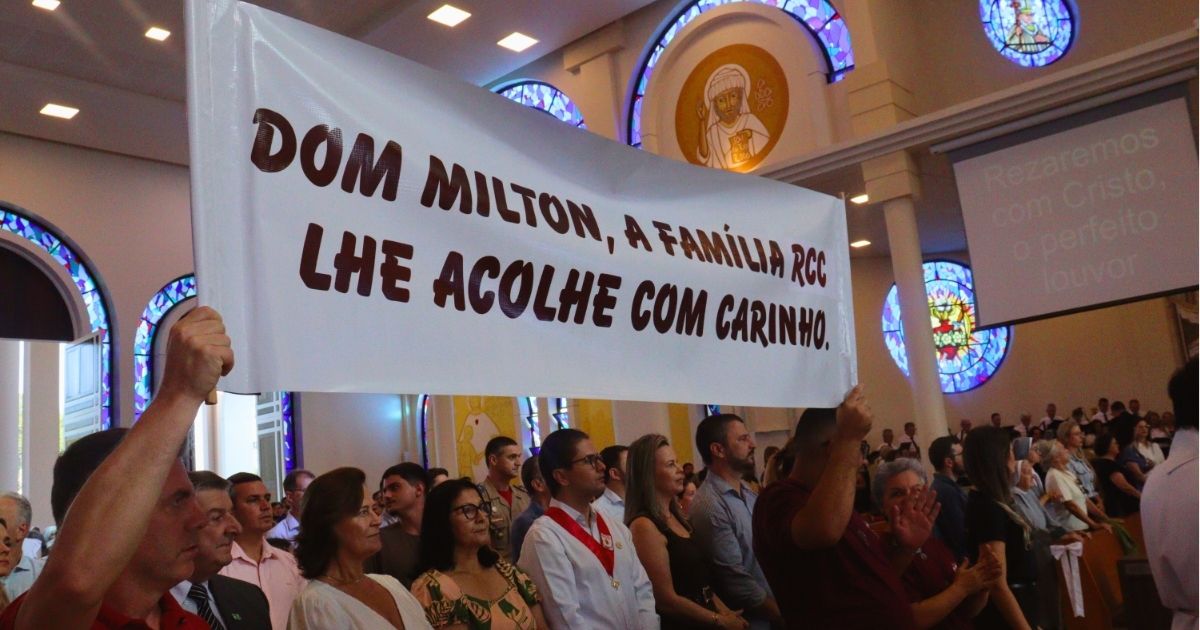 DOM MILTON, A FAMÍLIA RCC
LHE ACOLHE COM CARINHO.
Rezaremos
com Cristo,
o perfeito
louvor